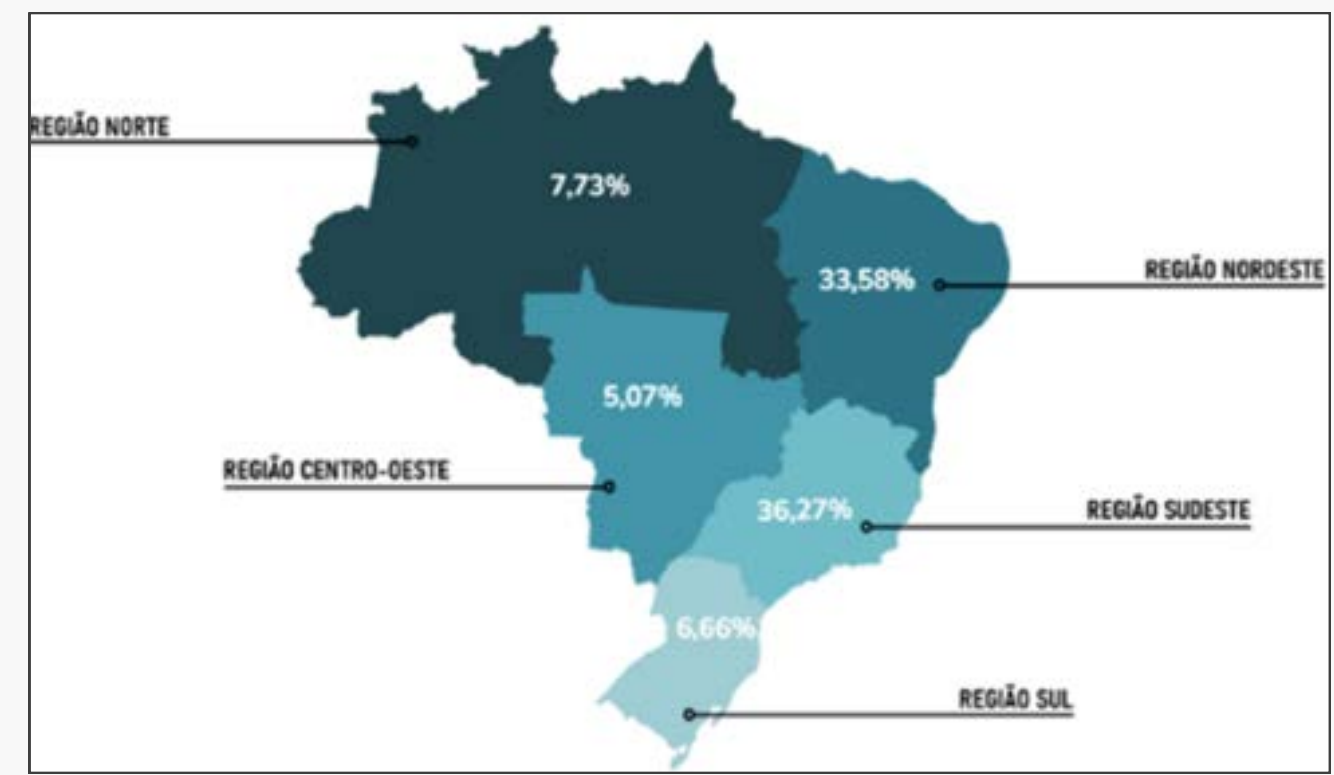 REGIÃO NORTE
7,73%
33,58%
REGIÃO NORDESTE
5,07%
REGIÃO CENTRO-OESTE
36,27%
REGIÃO SUDESTE
6,66%
REGIÃO SUL